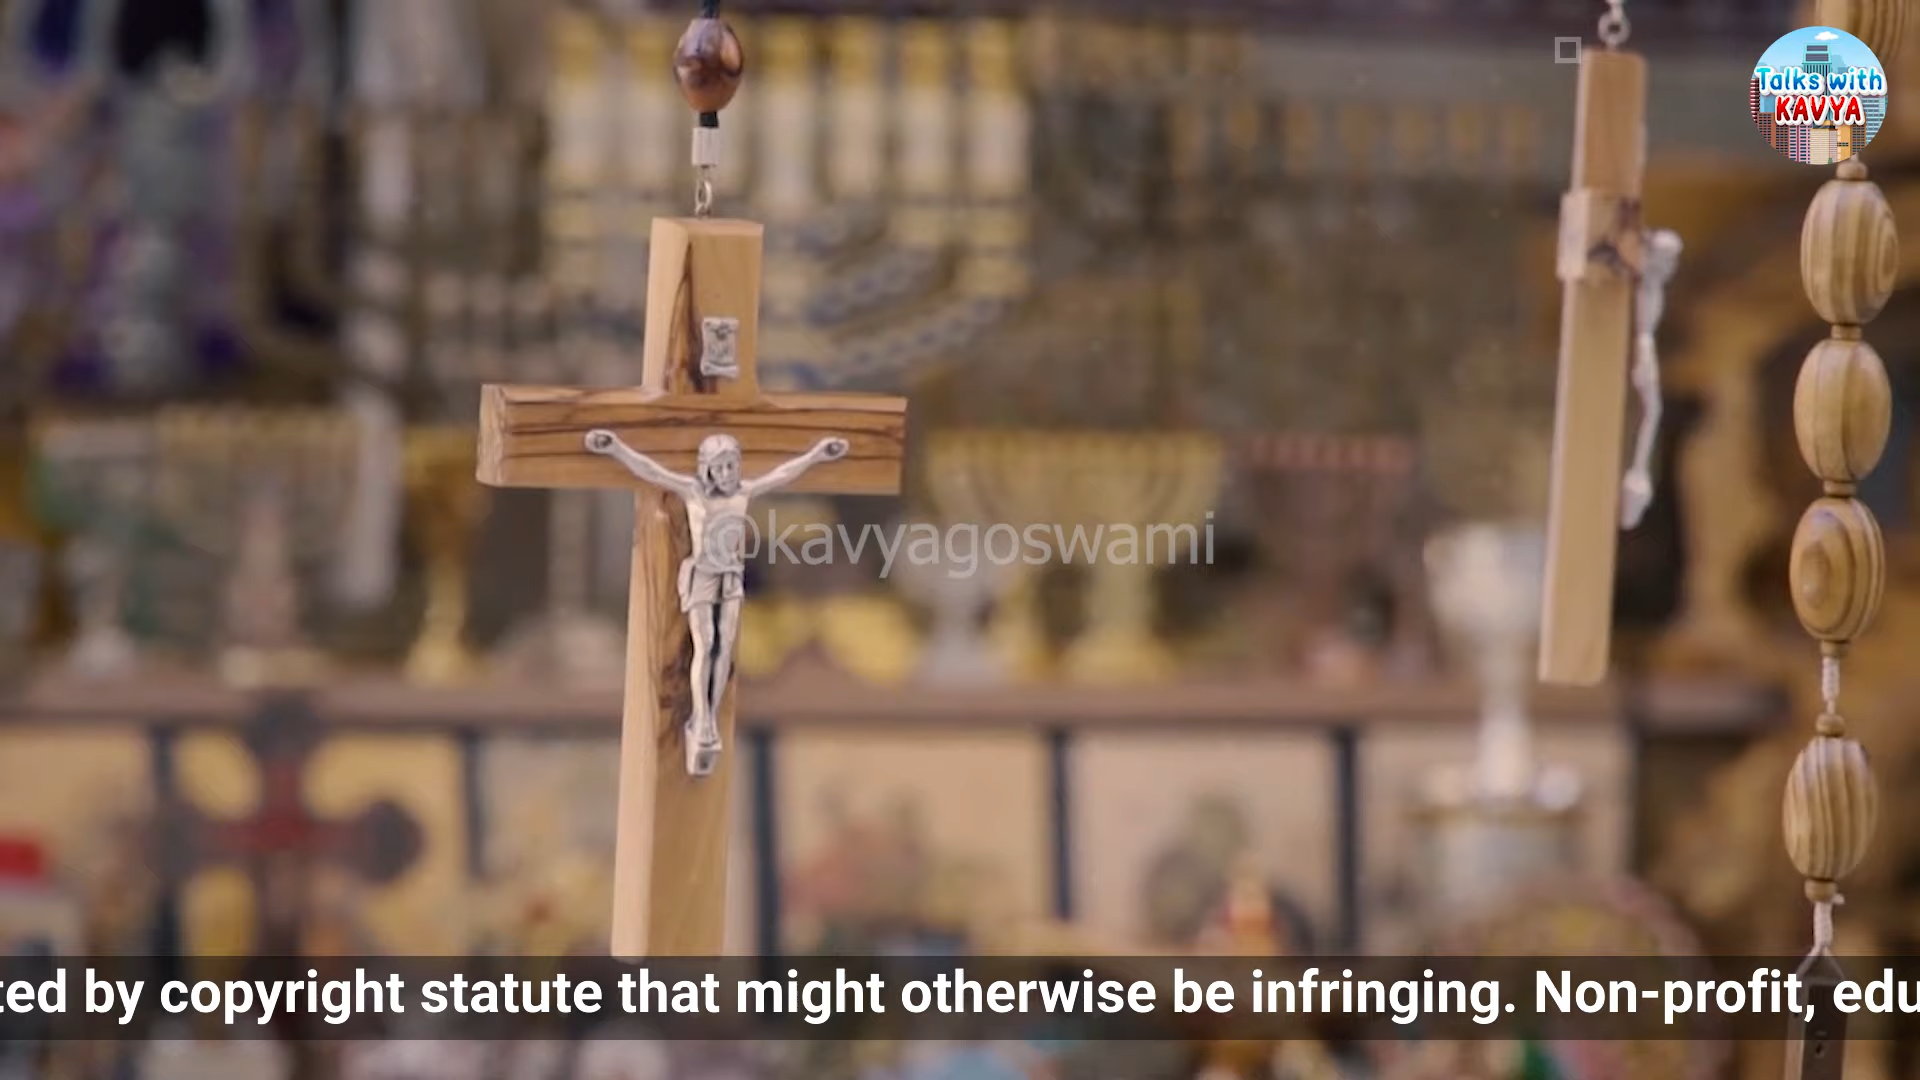 Talks with
KAVYA
@kavyagoswami
ted by copyright statute that might otherwise be infringing. Non-profit, edu